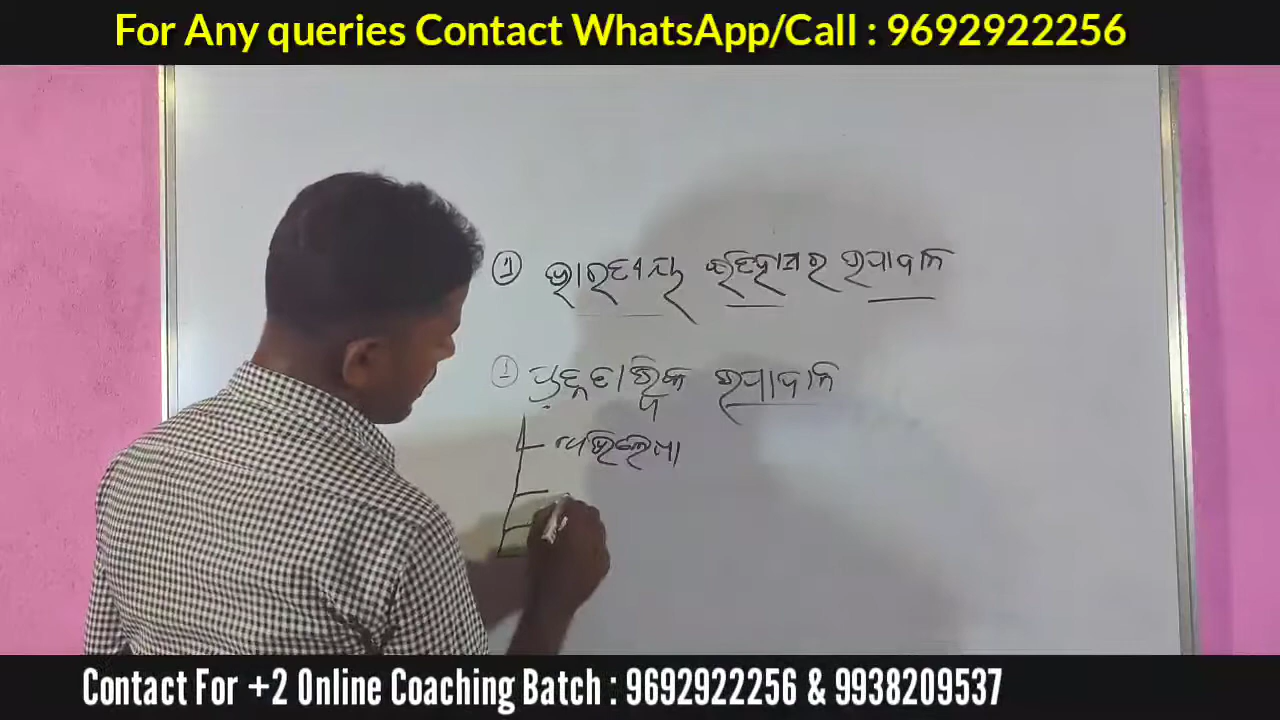 For Any queries Contact WhatsApp/Call : 9692922256
① ଭାରତୀୟ ଇତିହାସର ଉପାଦାନ
① ପ୍ରତ୍ନତାତ୍ତ୍ୱିକ ଉପାଦାନ
ଅଭିଲେଖ
Contact For +2 Online Coaching Batch : 9692922256 & 9938209537